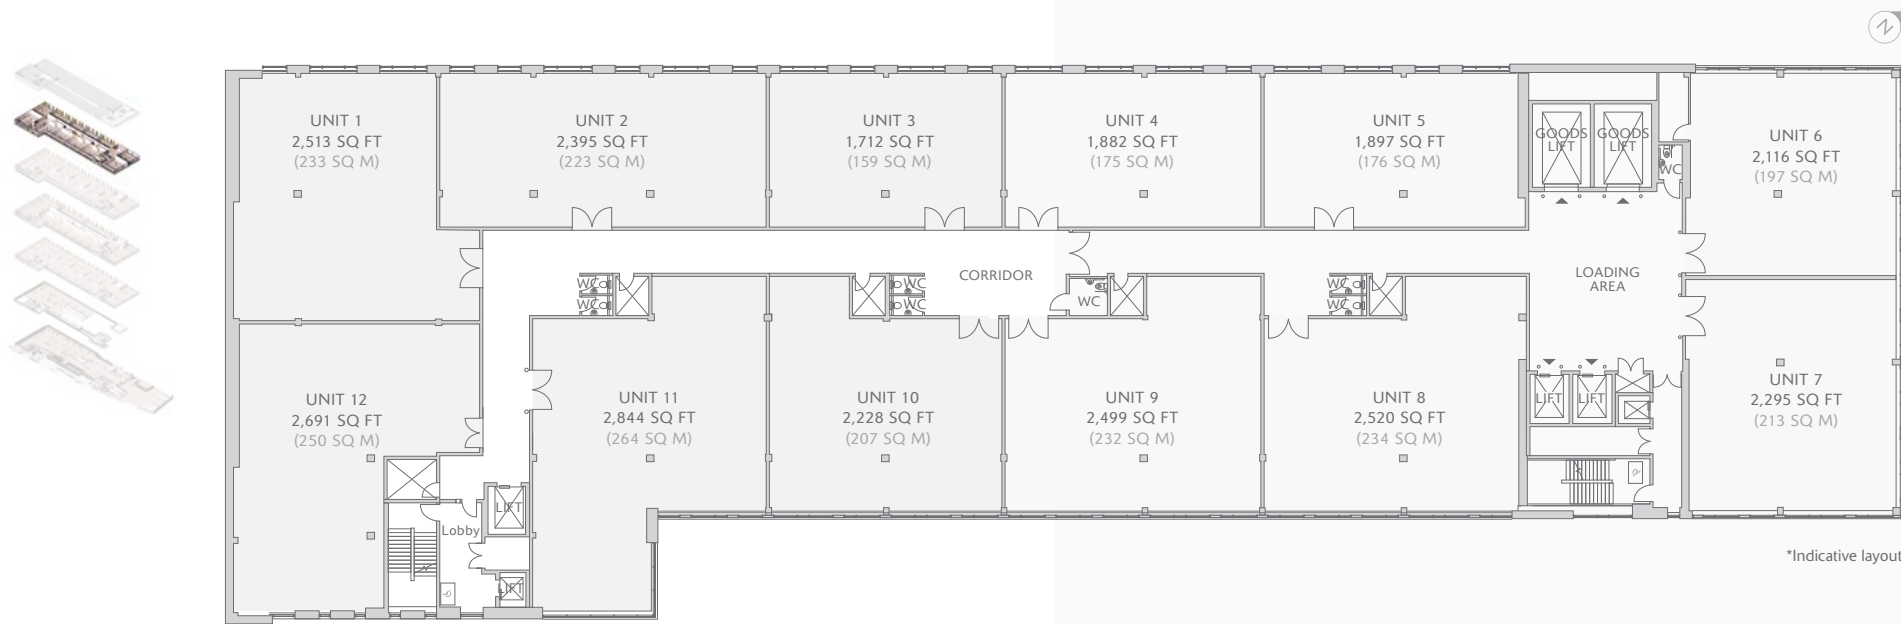 N
UNIT 1
2,513 SQ FT
(233 SQ M)
UNIT 2
2,395 SQ FT
(223 SQ M)
UNIT 3
1,712 SQ FT
(159 SQ M)
UNIT 4
1,882 SQ FT
(175 SQ M)
UNIT 5
1,897 SQ FT
(176 SQ M)
GOODS
LIFT
GOODS
LIFT
WC
UNIT 6
2,116 SQ FT
(197 SQ M)
WC
WC
WC
WC
CORRIDOR
WC
WC
WC
LOADING
AREA
UNIT 12
2,691 SQ FT
(250 SQ M)
UNIT 11
2,844 SQ FT
(264 SQ M)
UNIT 10
2,228 SQ FT
(207 SQ M)
UNIT 9
2,499 SQ FT
(232 SQ M)
UNIT 8
2,520 SQ FT
(234 SQ M)
LIFT
LIFT
UNIT 7
2,295 SQ FT
(213 SQ M)
LIFT
Lobby
LIFT
*Indicative layout